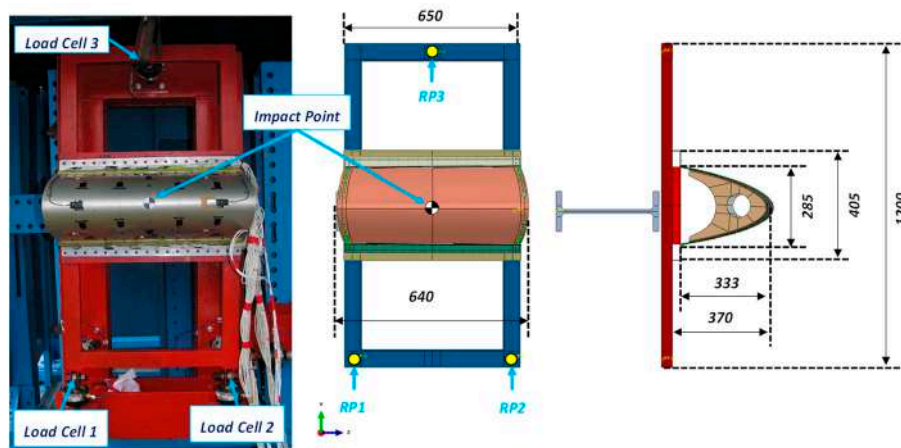 Load Cell 3
Impact Point
Load Cell 1
Load Cell 2
650
RP3
640
RP1
RP2
Y
Z
285
405
1200
333
370